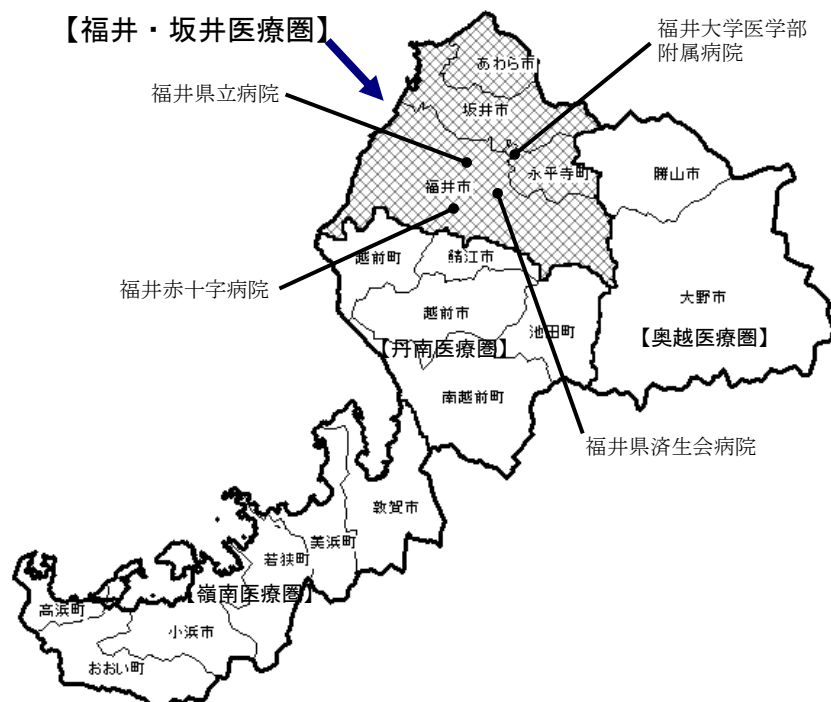 【福井・坂井医療圏】
福井大学医学部
附属病院
あわら市
福井県立病院
坂井市
永平寺町
勝山市
福井市
越前町
鯖江市
福井赤十字病院
大野市
越前市
池田町
【奥越医療圏】
【丹南医療圏】
南越前町
福井県済生会病院
敦賀市
美浜町
若狭町
【嶺南医療圏】
高浜町
小浜市
おおい町